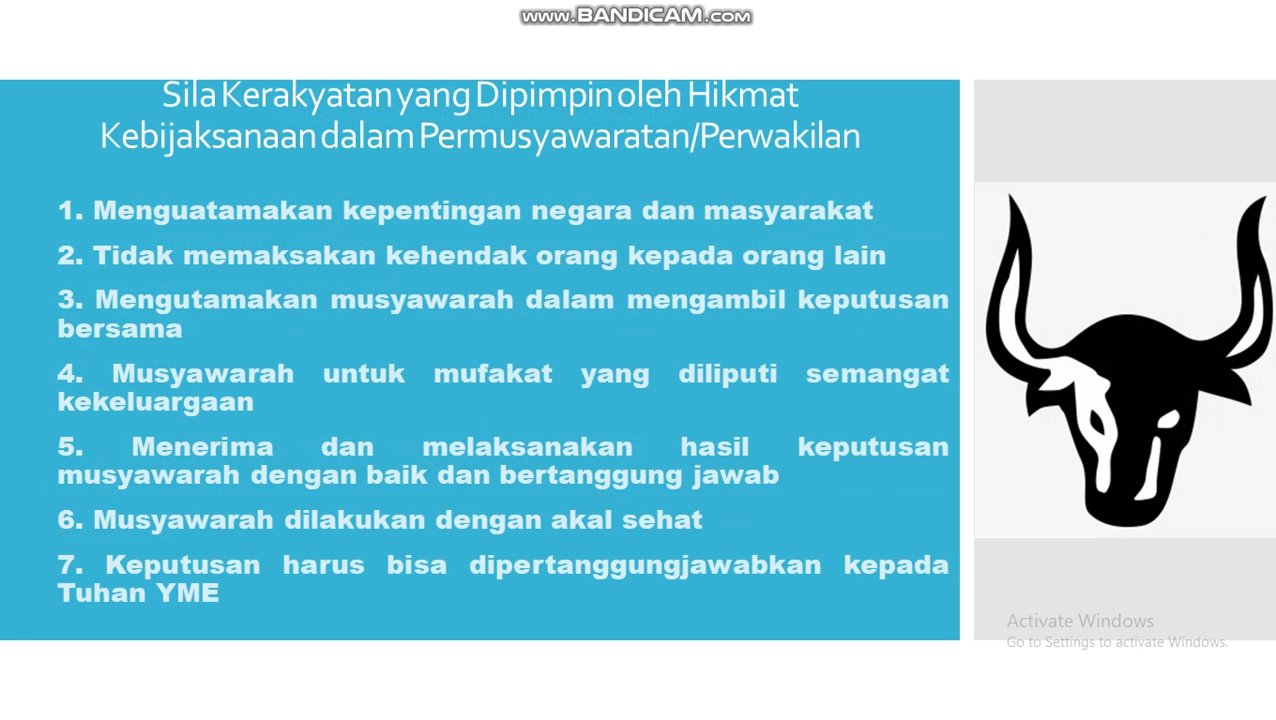 www.BANDICAM.com
Sila Kerakyatan yang Dipimpin oleh Hikmat
Kebijaksanaan dalam Permusyawaratan/Perwakilan
1. Menguatamakan kepentingan negara dan masyarakat
2. Tidak memaksakan kehendak orang kepada orang lain
3. Mengutamakan musyawarah dalam mengambil keputusan
bersama
4. Musyawarah untuk mufakat yang diliputi semangat
kekeluargaan
5. Menerima dan melaksanakan hasil keputusan
musyawarah dengan baik dan bertanggung jawab
6. Musyawarah dilakukan dengan akal sehat
7. Keputusan harus bisa dipertanggungjawabkan kepada
Tuhan YME
Activate Windows
Go to Settings to activate Windows.